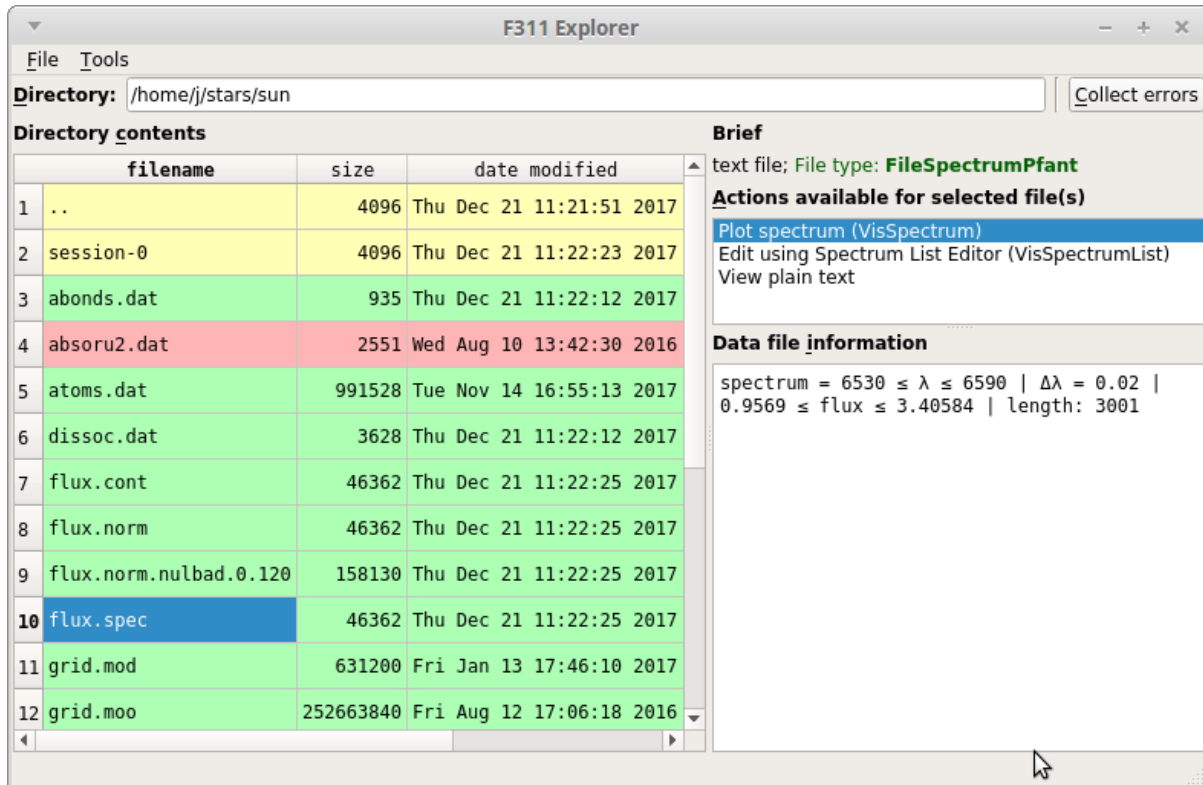 F311 Explorer
File Tools
Directory: /home/j/stars/sun Collect errors
Directory contents
filename size date modified
1 .. 4096 Thu Dec 21 11:21:51 2017
2 session-0 4096 Thu Dec 21 11:22:23 2017
3 abonds.dat 935 Thu Dec 21 11:22:12 2017
4 absoru2.dat 2551 Wed Aug 10 13:42:30 2016
5 atoms.dat 991528 Tue Nov 14 16:55:13 2017
6 dissoc.dat 3628 Thu Dec 21 11:22:12 2017
7 flux.cont 46362 Thu Dec 21 11:22:25 2017
8 flux.norm 46362 Thu Dec 21 11:22:25 2017
9 flux.norm.nulbad.0.120 158130 Thu Dec 21 11:22:25 2017
10 flux.spec 46362 Thu Dec 21 11:22:25 2017
11 grid.mod 631200 Fri Jan 13 17:46:10 2017
12 grid.moo 252663840 Fri Aug 12 17:06:18 2016
Brief
text file; File type: FileSpectrumPfant
Actions available for selected file(s)
Plot spectrum (VisSpectrum)
Edit using Spectrum List Editor (VisSpectrumList)
View plain text
Data file information
spectrum = 6530 ≤ λ ≤ 6590 | Δλ = 0.02 |
0.9569 ≤ flux ≤ 3.40584 | length: 3001